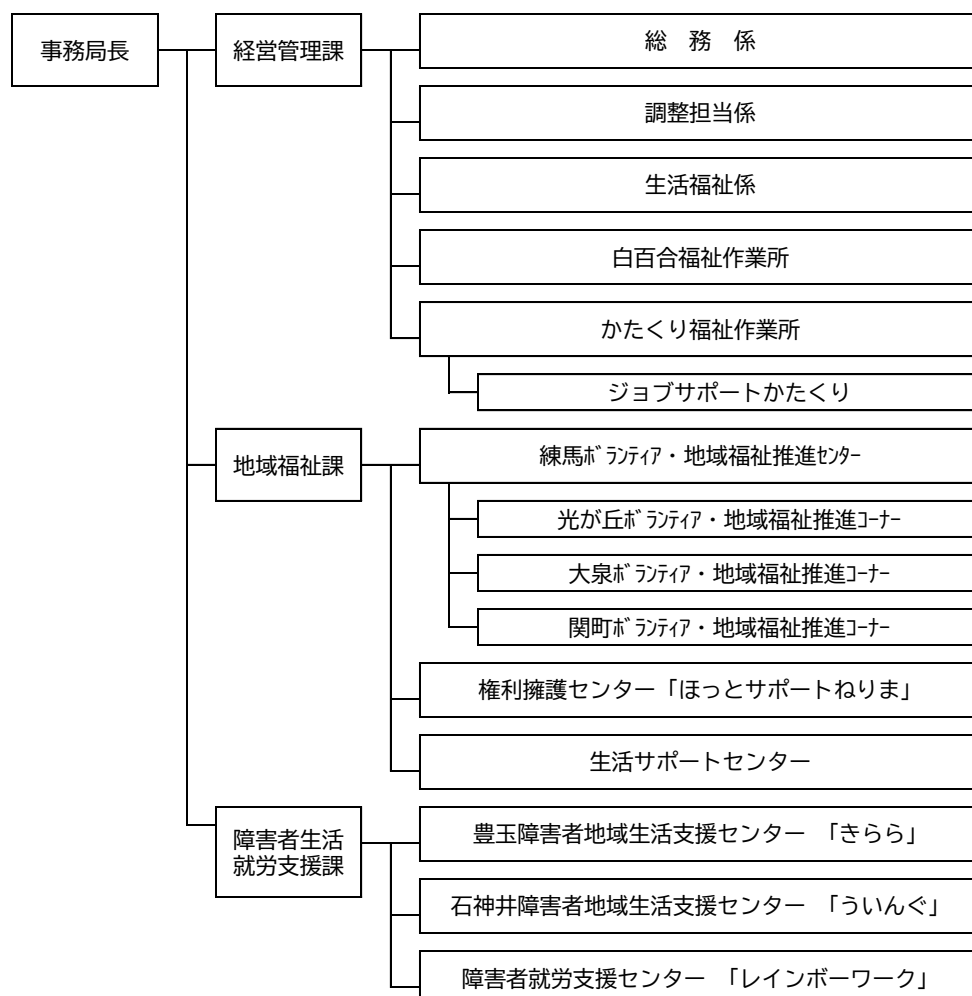 事務局長
経営管理課
総　務　係
調整担当係
生活福祉係
白百合福祉作業所
かたくり福祉作業所
ジョブサポートかたくり
地域福祉課
練馬ﾎﾞﾗﾝﾃｨｱ・地域福祉推進ｾﾝﾀｰ
光が丘ﾎﾞﾗﾝﾃｨｱ・地域福祉推進ｺｰﾅｰ
大泉ﾎﾞﾗﾝﾃｨｱ・地域福祉推進ｺｰﾅｰ
関町ﾎﾞﾗﾝﾃｨｱ・地域福祉推進ｺｰﾅｰ
権利擁護センター「ほっとサポートねりま」
生活サポートセンター
障害者生活
就労支援課
豊玉障害者地域生活支援センター　「きらら」
石神井障害者地域生活支援センター　「ういんぐ」
障害者就労支援センター　「レインボーワーク」